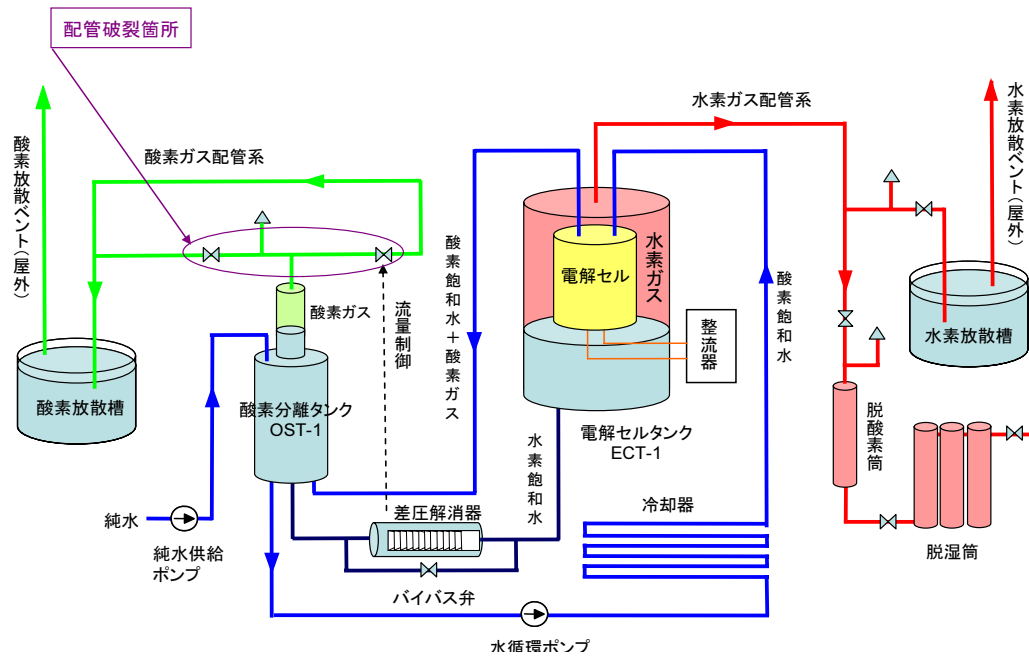 配管破裂箇所
水素ガス配管系
酸素放散ベント(屋外)
酸素ガス配管系
水素放散ベント(屋外)
酸素ガス
流量制御
酸素飽和水+酸素ガス
電解セル
水素ガス
整流器
酸素飽和水
水素放散槽
酸素放散槽
酸素分離タンク
OST-1
電解セルタンク
ECT-1
水素飽和水
脱酸素筒
純水
純水供給
ポンプ
差圧解消器
冷却器
脱湿筒
バイバス弁
水循環ポンプ